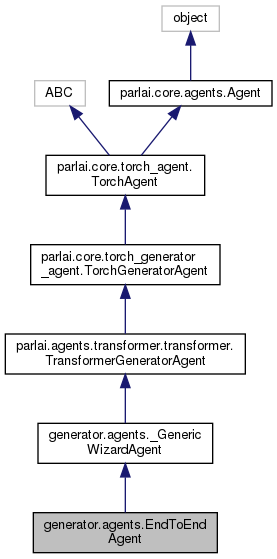 object
ABC
parlai.core.agents.Agent
parlai.core.torch_agent.
TorchAgent
parlai.core.torch_generator
_agent.TorchGeneratorAgent
parlai.agents.transformer.transformer.
TransformerGeneratorAgent
generator.agents._Generic
WizardAgent
generator.agents.EndToEnd
Agent